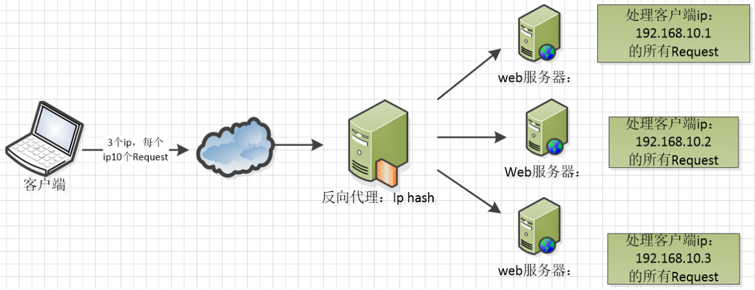 处理客户端ip：
192.168.10.1
的所有Request
web服务器：
3个ip，每个
ip10个Request
客户端
反向代理：Ip hash
处理客户端ip：
192.168.10.2
的所有Request
Web服务器：
处理客户端ip：
192.168.10.3
的所有Request
web服务器：